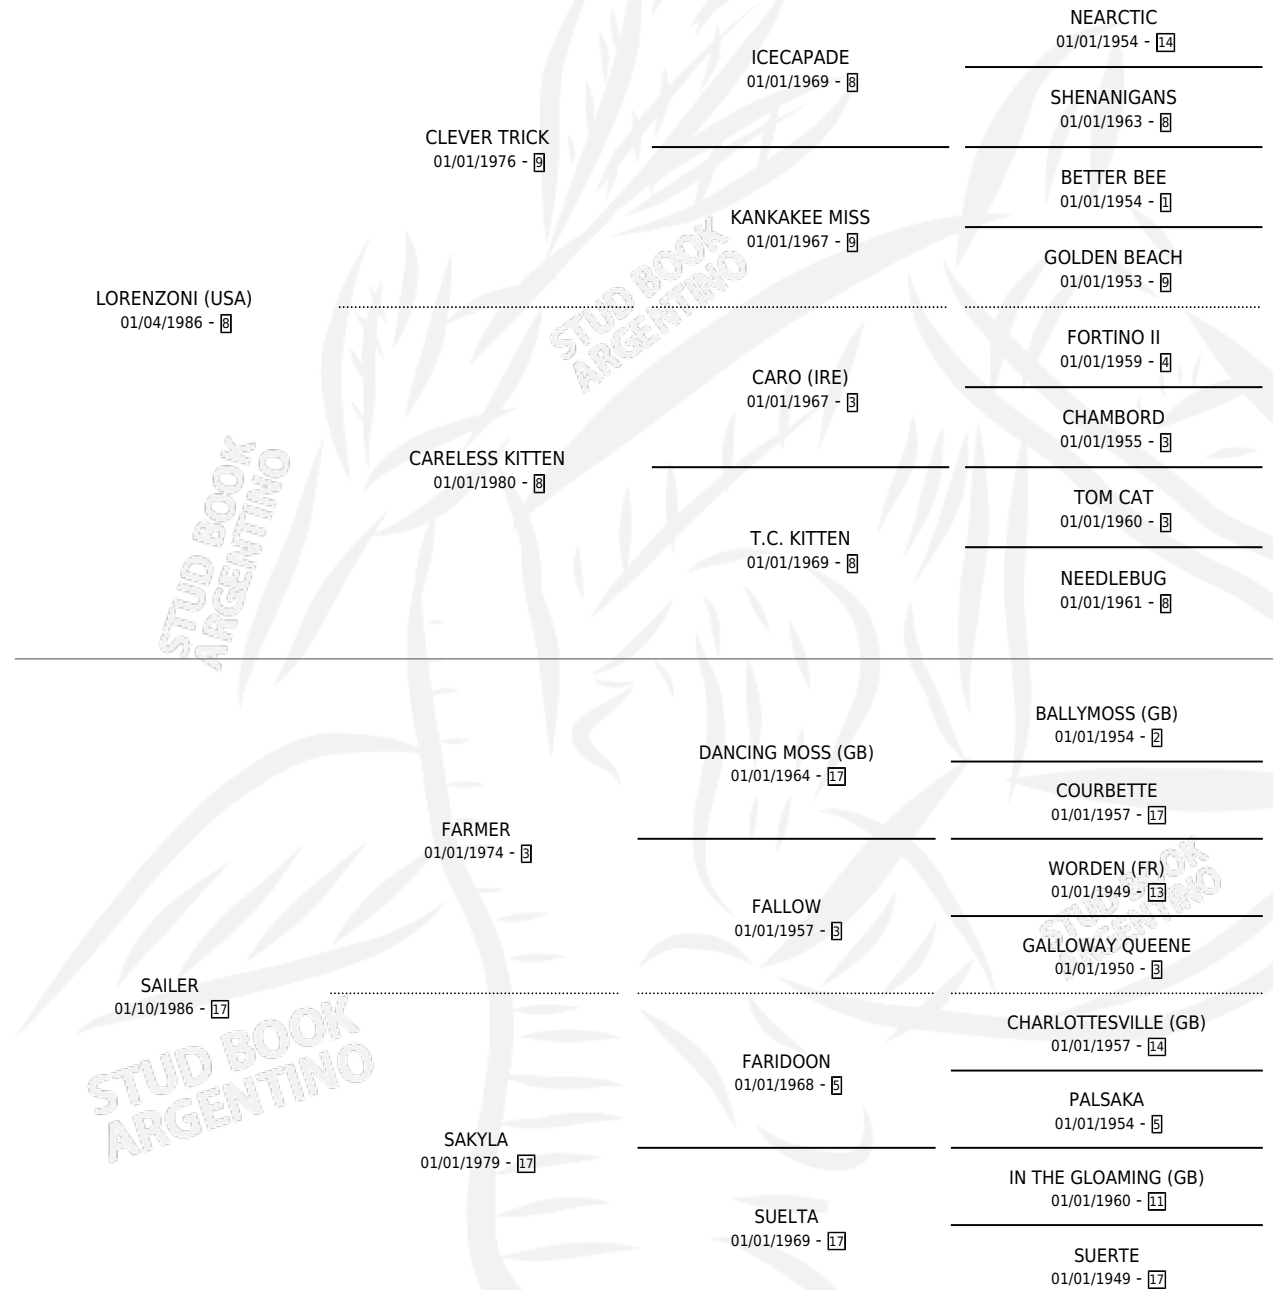 NEARCTIC
01/01/1954 - 14
ICECAPADE
01/01/1969 - 8
SHENANIGANS
01/01/1963 - 8
CLEVER TRICK
01/01/1976 - 9
BETTER BEE
01/01/1954 - 1
KANKAKEE MISS
01/01/1967 - 9
GOLDEN BEACH
01/01/1953 - 9
LORENZONI (USA)
01/04/1986 - 8
STUD BOOK
ARGENTINO
FORTINO II
01/01/1959 - 4
CARO (IRE)
01/01/1967 - 3
CHAMBORD
01/01/1955 - 3
CARELESS KITTEN
01/01/1980 - 8
TOM CAT
01/01/1960 - 3
T.C. KITTEN
01/01/1969 - 8
NEEDLEBUG
01/01/1961 - 8
STUD BOOK
ARGENTINO
BALLYMOSS (GB)
01/01/1954 - 2
DANCING MOSS (GB)
01/01/1964 - 17
COURBETTE
01/01/1957 - 17
FARMER
01/01/1974 - 3
WORDEN (FR)
01/01/1949 - 13
FALLOW
01/01/1957 - 3
GALLOWAY QUEENE
01/01/1950 - 3
STUD BOOK
ARGENTINO
SAILER
01/10/1986 - 17
CHARLOTTESVILLE (GB)
01/01/1957 - 14
FARIDOON
01/01/1968 - 5
PALSAKA
01/01/1954 - 5
STUD BOOK
ARGENTINO
SAKYLA
01/01/1979 - 17
IN THE GLOAMING (GB)
01/01/1960 - 11
SUELTA
01/01/1969 - 17
SUERTE
01/01/1949 - 17